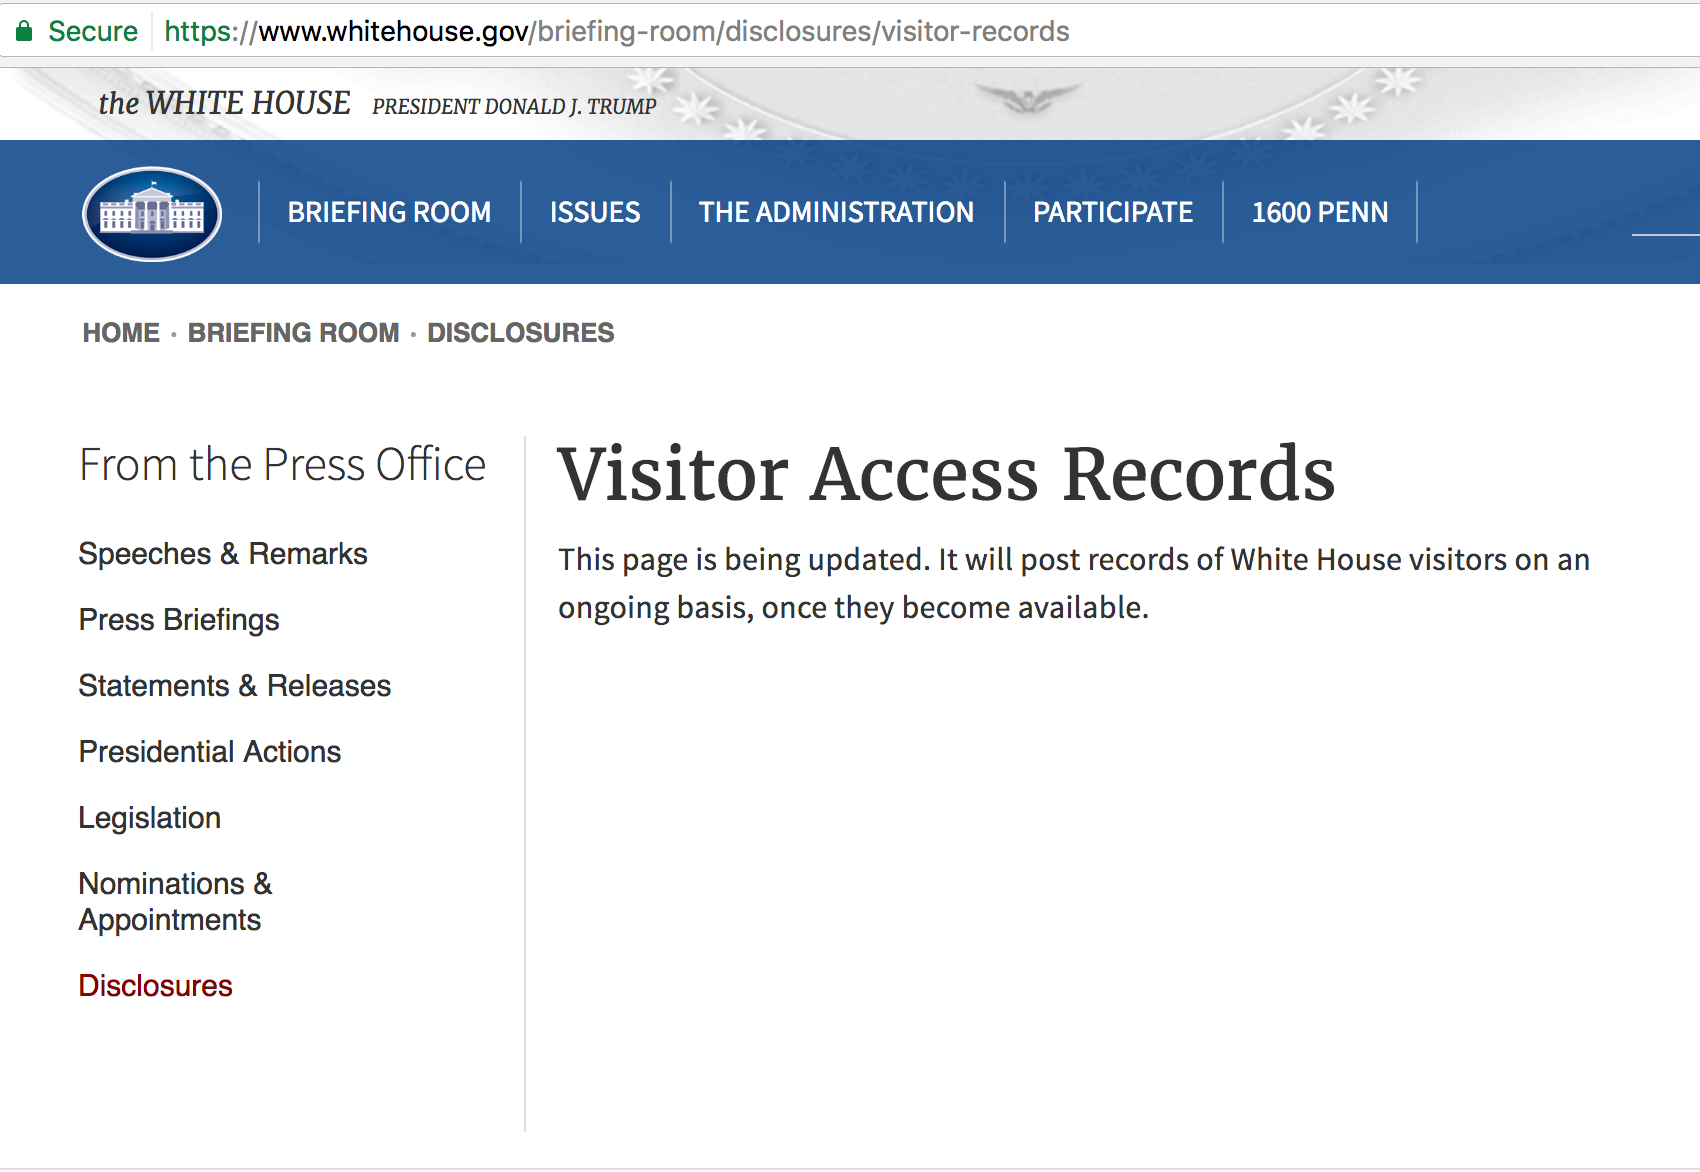 Secure https://www.whitehouse.gov/briefing-room/disclosures/visitor-records
the WHITE HOUSE PRESIDENT DONALD J. TRUMP
BRIEFING ROOM ISSUES THE ADMINISTRATION PARTICIPATE 1600 PENN
HOME · BRIEFING ROOM · DISCLOSURES
From the Press Office
Speeches & Remarks
Press Briefings
Statements & Releases
Presidential Actions
Legislation
Nominations &
Appointments
Disclosures
Visitor Access Records
This page is being updated. It will post records of White House visitors on an
ongoing basis, once they become available.